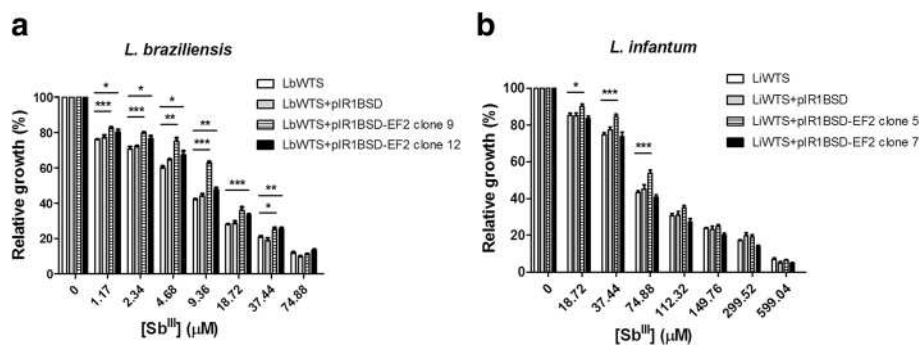 a
L. braziliensis
LbWTS
LbWTS+pIR1BSD
LbWTS+pIR1BSD-EF2 clone 9
LbWTS+pIR1BSD-EF2 clone 12
* * * ** 
*** *** ** *** *** ** *
Relative growth (%)
100
80
60
40
20
0
0 1.17 2.34 4.68 9.36 18.72 37.44 74.88
[Sbᴵᴵᴵ] (µM)
b
L. infantum
LiWTS
LiWTS+pIR1BSD
LiWTS+pIR1BSD-EF2 clone 5
LiWTS+pIR1BSD-EF2 clone 7
* *** ***
Relative growth (%)
100
80
60
40
20
0
0 18.72 37.44 74.88 112.32 149.76 299.52 599.04
[Sbᴵᴵᴵ] (µM)